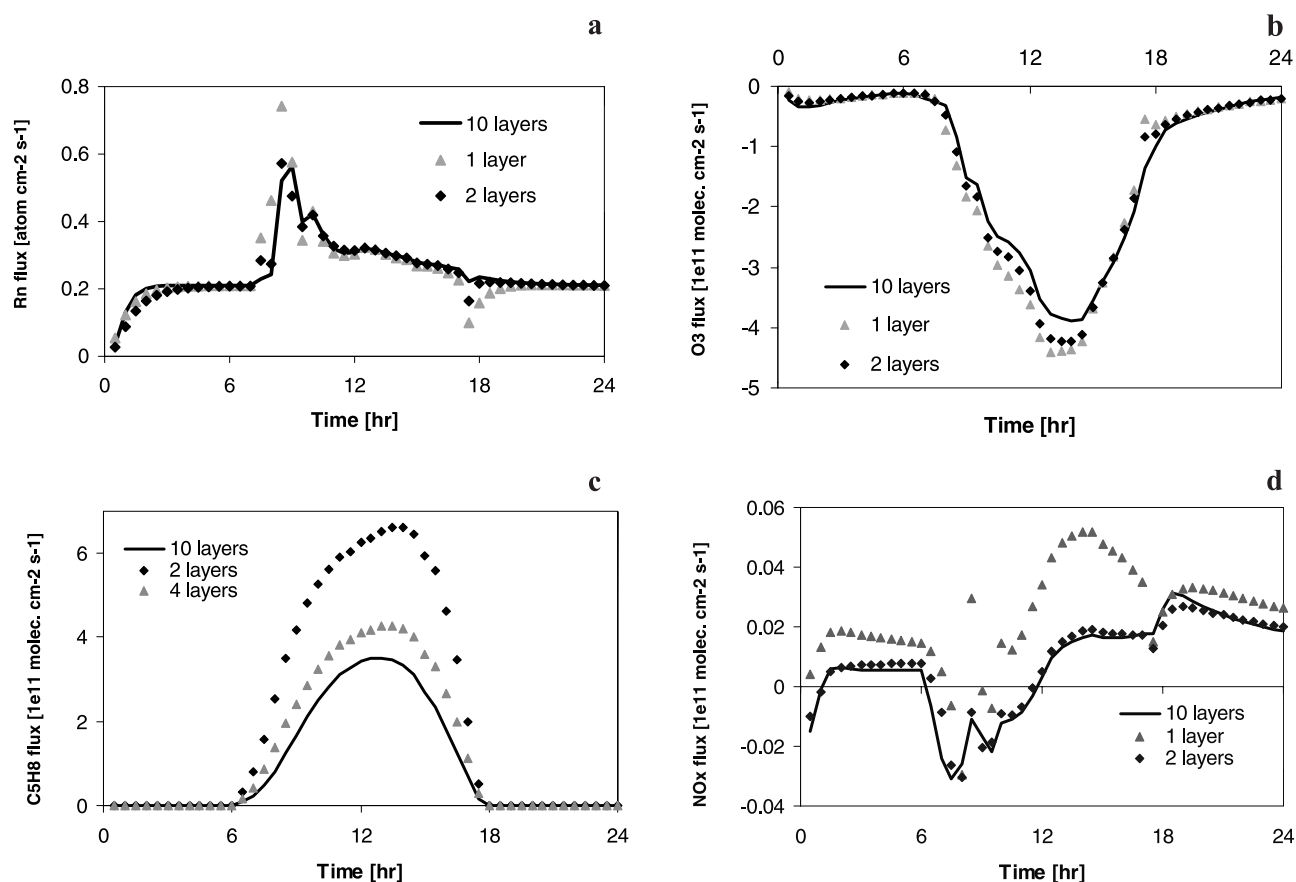 a
Rn flux [atom cm-2 s-1]
0.8
0.6
0.4
0.2
0
0 6 12 18 24
Time [hr]
10 layers
1 layer
2 layers
b
0 6 12 18 24
O3 flux [1e11 molec. cm-2 s-1]
0
-1
-2
-3
-4
-5
10 layers
1 layer
2 layers
Time [hr]
c
C5H8 flux [1e11 molec. cm-2 s-1]
6
4
2
0
0 6 12 18 24
Time [hr]
10 layers
2 layers
4 layers
d
NOx flux [1e11 molec. cm-2 s-1]
0.06
0.04
0.02
0
-0.02
-0.04
10 layers
1 layer
2 layers
0 6 12 18 24
Time [hr]